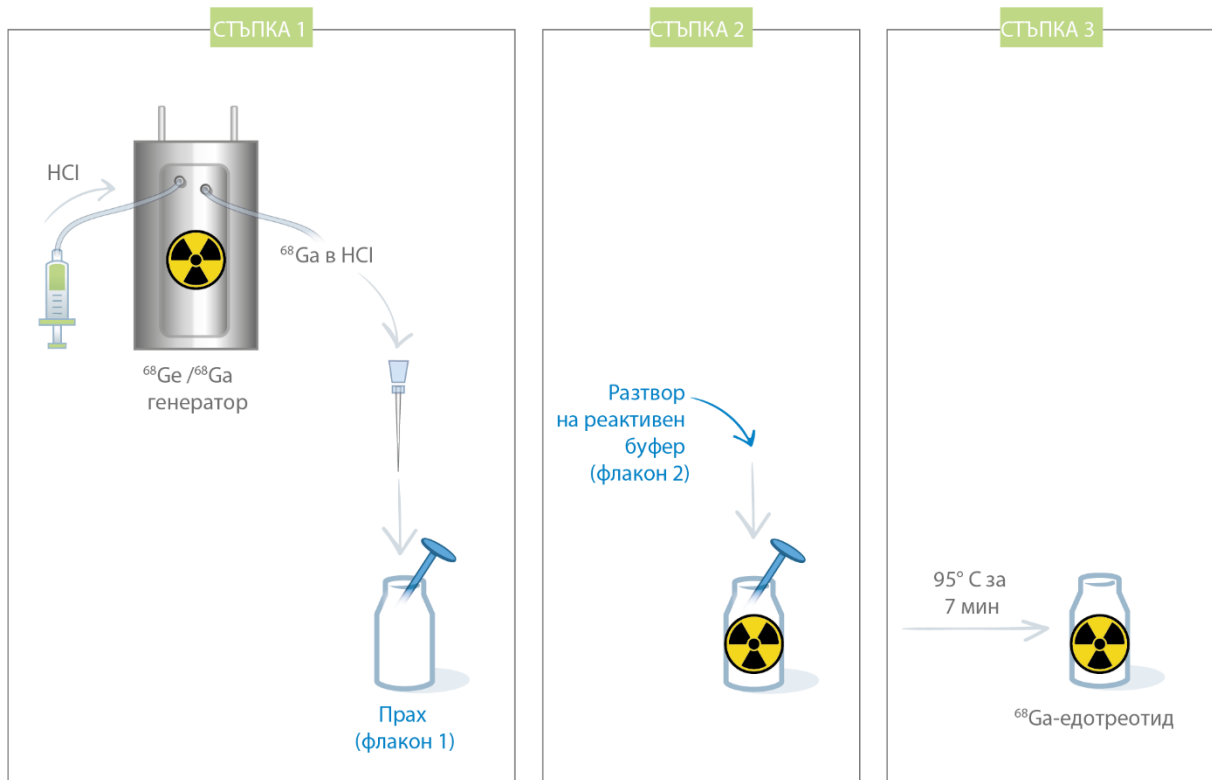 СТЪПКА 1
HCl
⁶⁸Ga в HCl
⁶⁸Ge /⁶⁸Ga
генератор
Прах
(флакон 1)
СТЪПКА 2
Разтвор
на реактивен
буфер
(флакон 2)
СТЪПКА 3
95° C за
7 мин
⁶⁸Ga-едотреотид